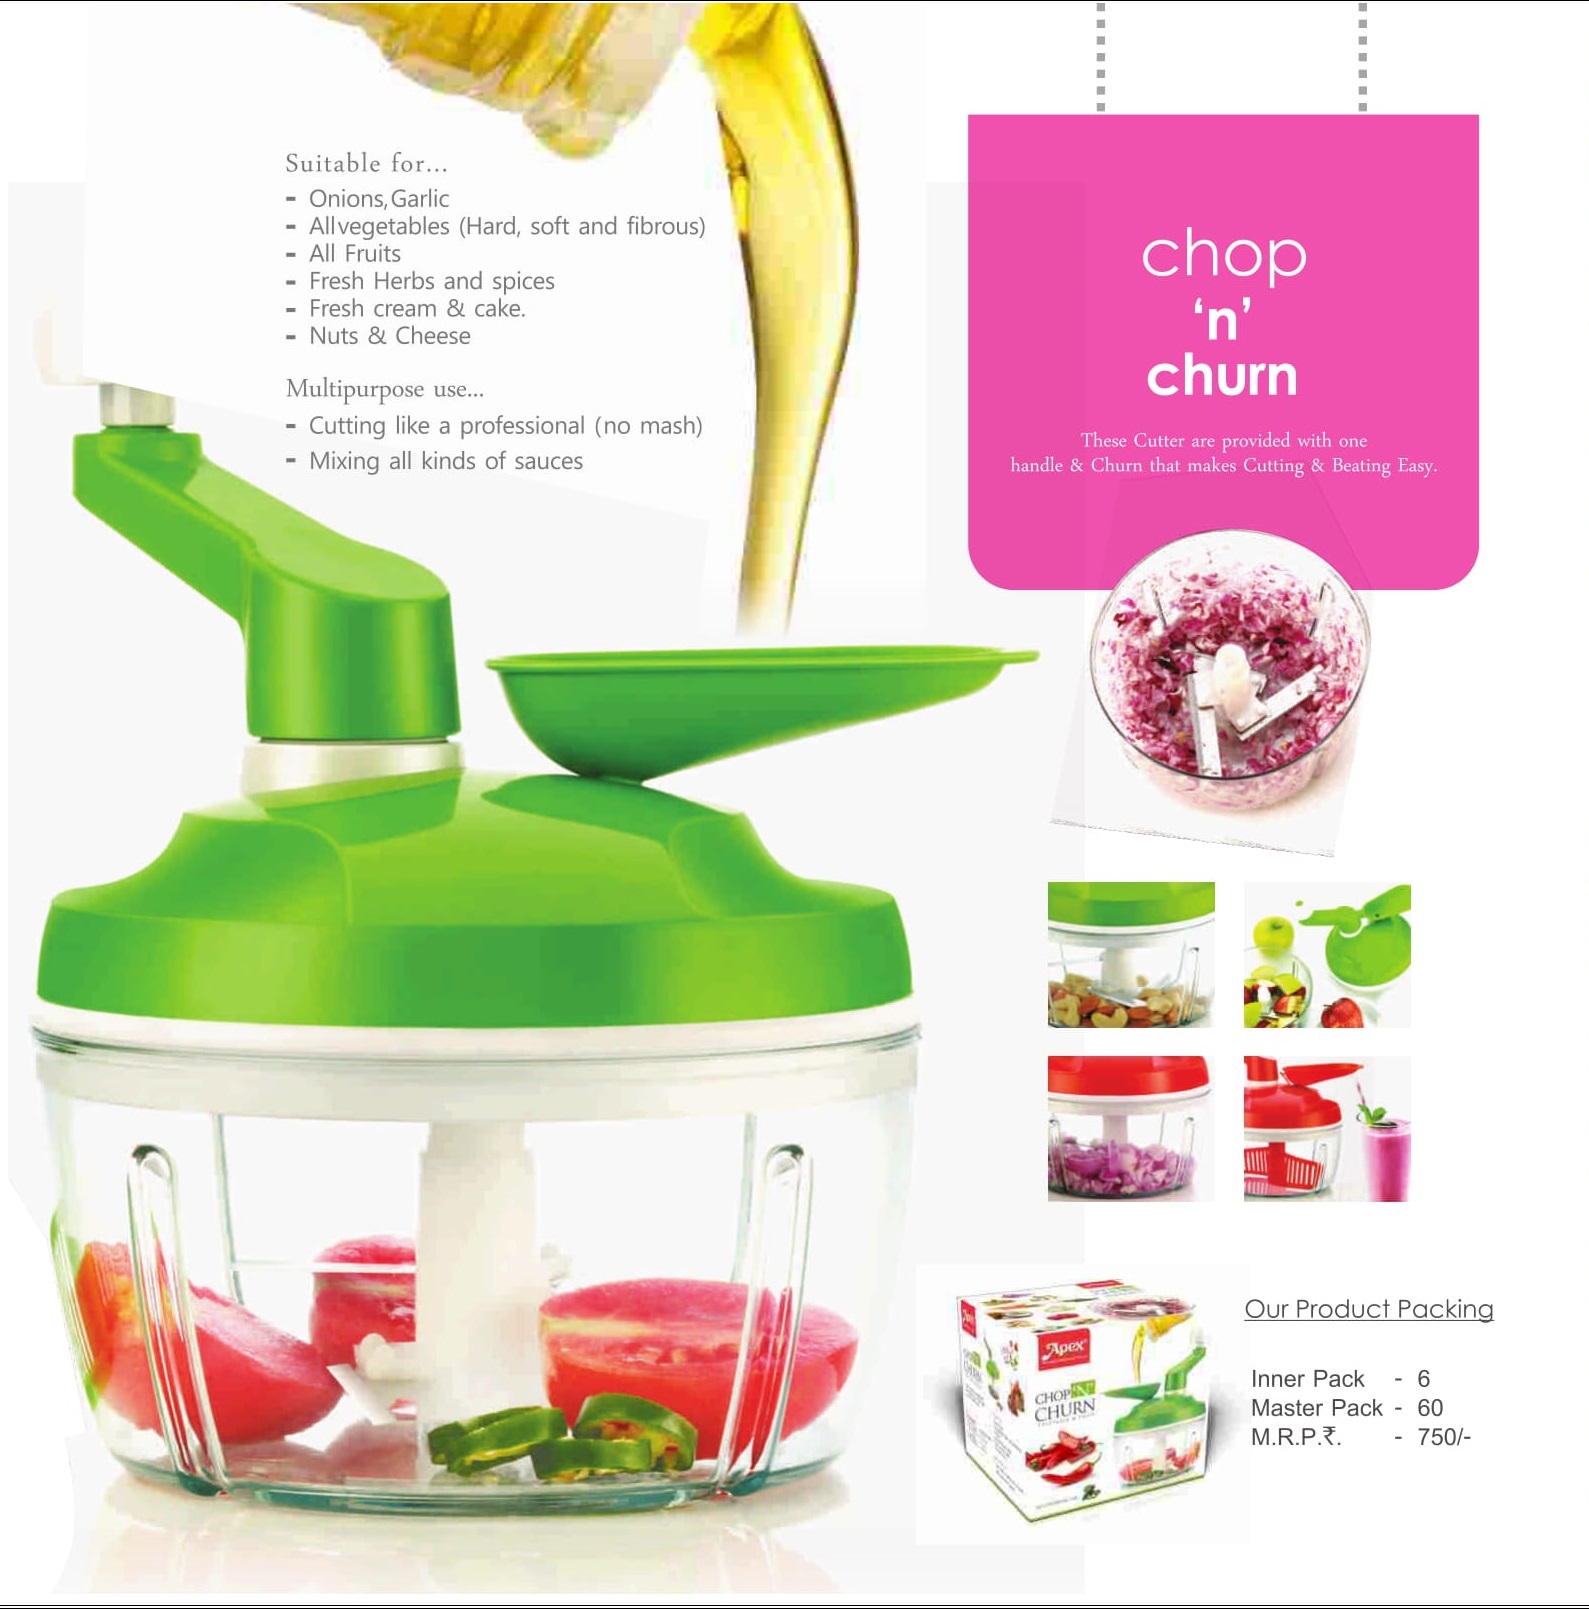 Suitable for...
- Onions,Garlic
- Allvegetables (Hard, soft and fibrous)
- All Fruits
- Fresh Herbs and spices
- Fresh cream & cake.
- Nuts & Cheese
Multipurpose use...
- Cutting like a professional (no mash)
- Mixing all kinds of sauces
chop
‘n’
churn
These Cutter are provided with one
handle & Churn that makes Cutting & Beating Easy.
Apex
CHOP 'N'
CHURN
Our Product Packing
Inner Pack - 6
Master Pack - 60
M.R.P.₹. - 750/-